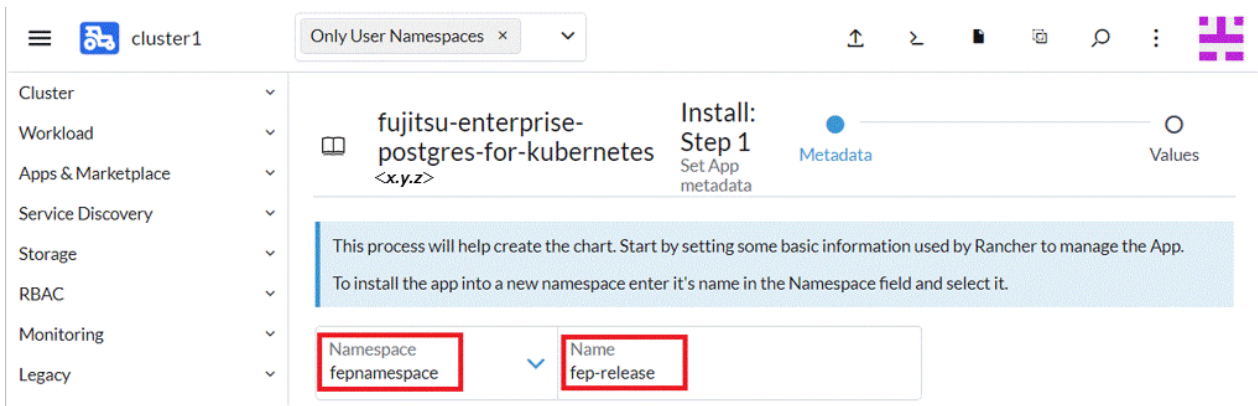 cluster1
Only User Namespaces ×
Cluster
Workload
Apps & Marketplace
Service Discovery
Storage
RBAC
Monitoring
Legacy
fujitsu-enterprise-
postgres-for-kubernetes
<x.y.z>
Install:
Step 1
Set App
metadata
Metadata
Values
This process will help create the chart. Start by setting some basic information used by Rancher to manage the App.
To install the app into a new namespace enter it's name in the Namespace field and select it.
Namespace
fepnamespace
Name
fep-release